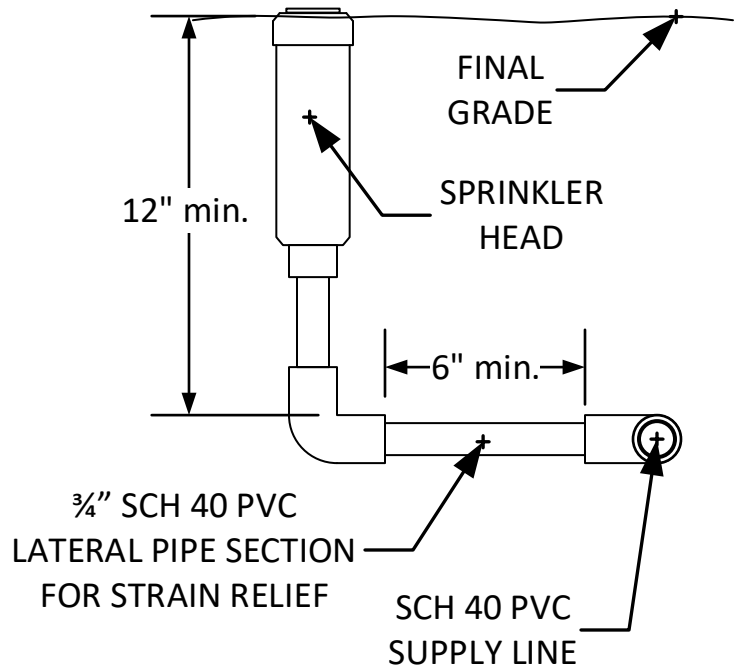 FINAL
GRADE
12" min.
SPRINKLER
HEAD
6" min.
¾” SCH 40 PVC
LATERAL PIPE SECTION
FOR STRAIN RELIEF
SCH 40 PVC
SUPPLY LINE